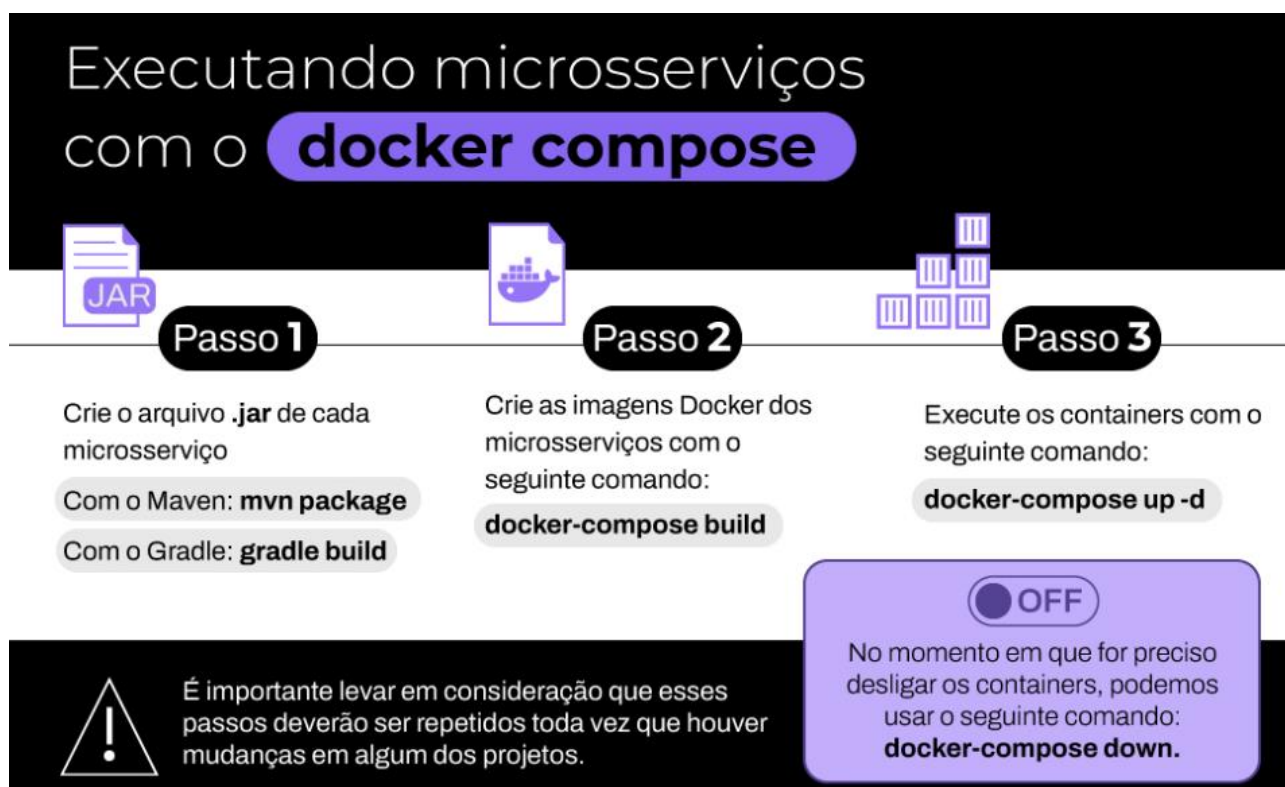 Executando microsserviços
com o docker compose
JAR
Passo 1
Crie o arquivo .jar de cada
microsserviço
Com o Maven: mvn package
Com o Gradle: gradle build
Passo 2
Crie as imagens Docker dos
microsserviços com o
seguinte comando:
docker-compose build
Passo 3
Execute os containers com o
seguinte comando:
docker-compose up -d
OFF
No momento em que for preciso
desligar os containers, podemos
usar o seguinte comando:
docker-compose down.
É importante levar em consideração que esses
passos deverão ser repetidos toda vez que houver
mudanças em algum dos projetos.